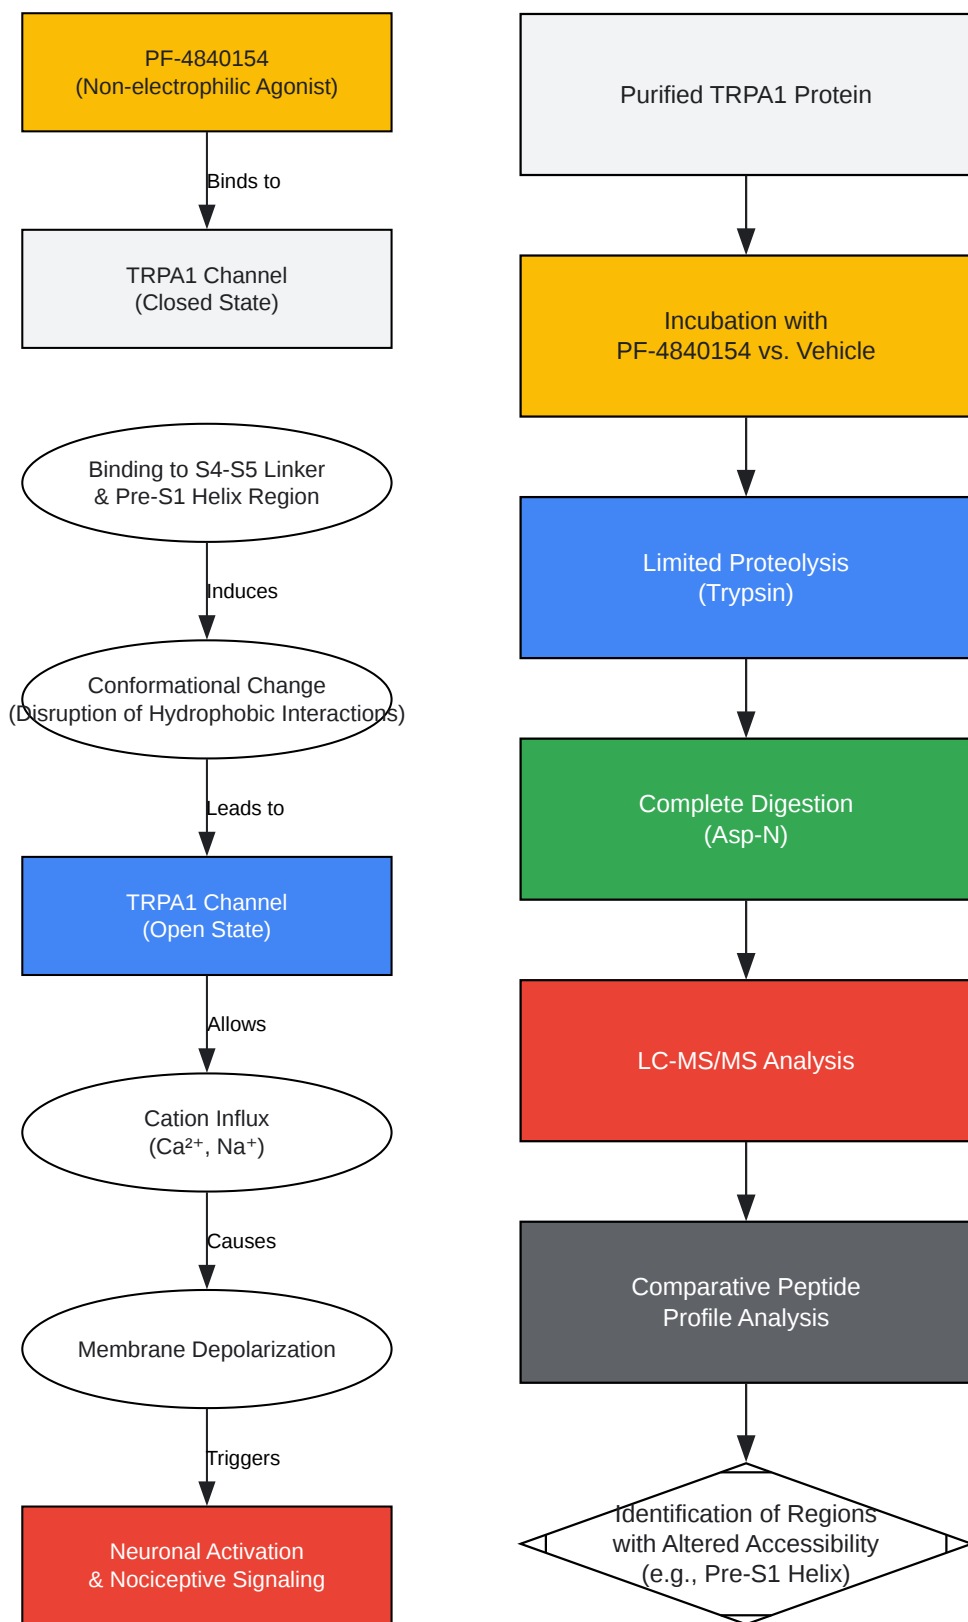 PF-4840154
(Non-electrophilic Agonist)
Binds to
TRPA1 Channel
(Closed State)
Binding to S4-S5 Linker
& Pre-S1 Helix Region
Induces
Conformational Change
(Disruption of Hydrophobic Interactions)
Leads to
TRPA1 Channel
(Open State)
Allows
Cation Influx
(Ca²⁺, Na⁺)
Causes
Membrane Depolarization
Triggers
Neuronal Activation
& Nociceptive Signaling
Purified TRPA1 Protein
Incubation with
PF-4840154 vs. Vehicle
Limited Proteolysis
(Trypsin)
Complete Digestion
(Asp-N)
LC-MS/MS Analysis
Comparative Peptide
Profile Analysis
Identification of Regions
with Altered Accessibility
(e.g., Pre-S1 Helix)